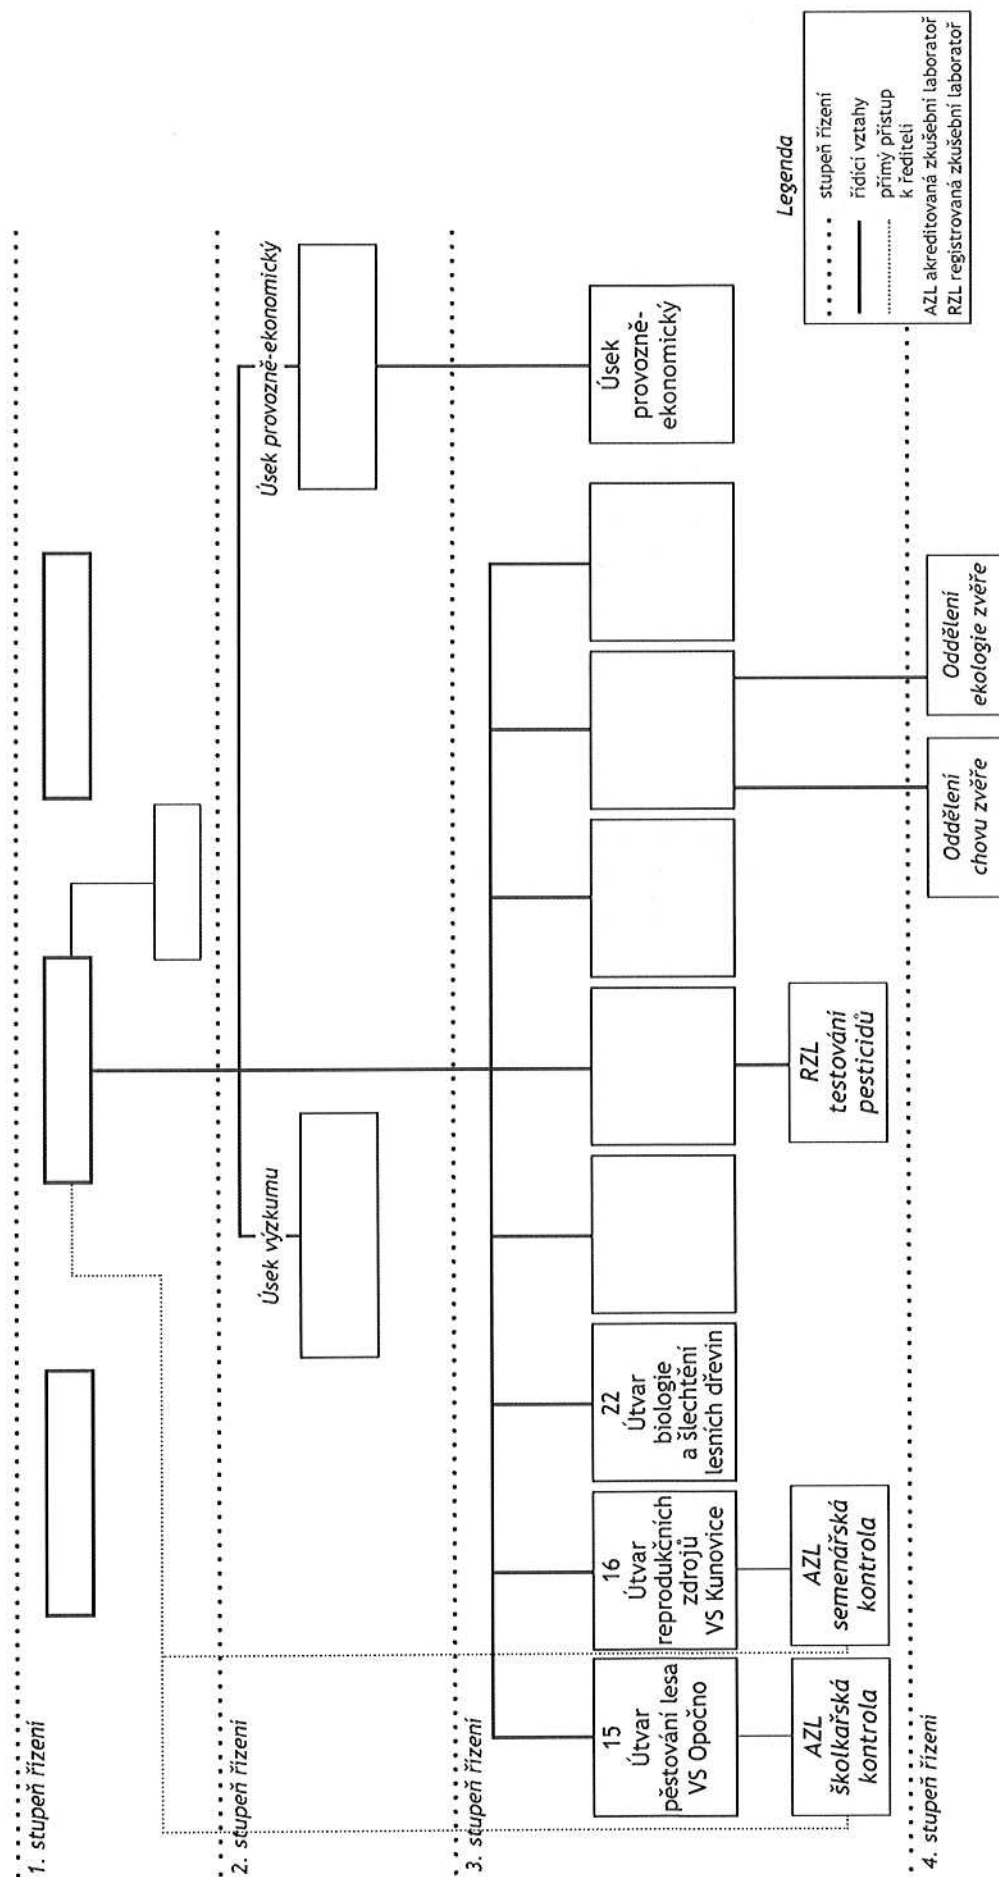 1. stupeň řízení
2. stupeň řízení
Úsek výzkumu
Úsek provozně-ekonomický
3. stupeň řízení
15
Útvar
pěstování lesa
VS Opočno
16
Útvar
reprodukčních
zdrojů
VS Kunovice
22
Útvar
biologie
a šlechtění
lesních dřevin
Úsek
provozně-
ekonomický
AZL
školkařská
kontrola
AZL
semenářská
kontrola
RZL
testování
pesticidů
4. stupeň řízení
Oddělení
chovu zvěře
Oddělení
ekologie zvěře
Legenda
stupeň řízení
řídící vztahy
přímý přístup
k řediteli
AZL akreditovaná zkušební laboratoř
RZL registrovaná zkušební laboratoř